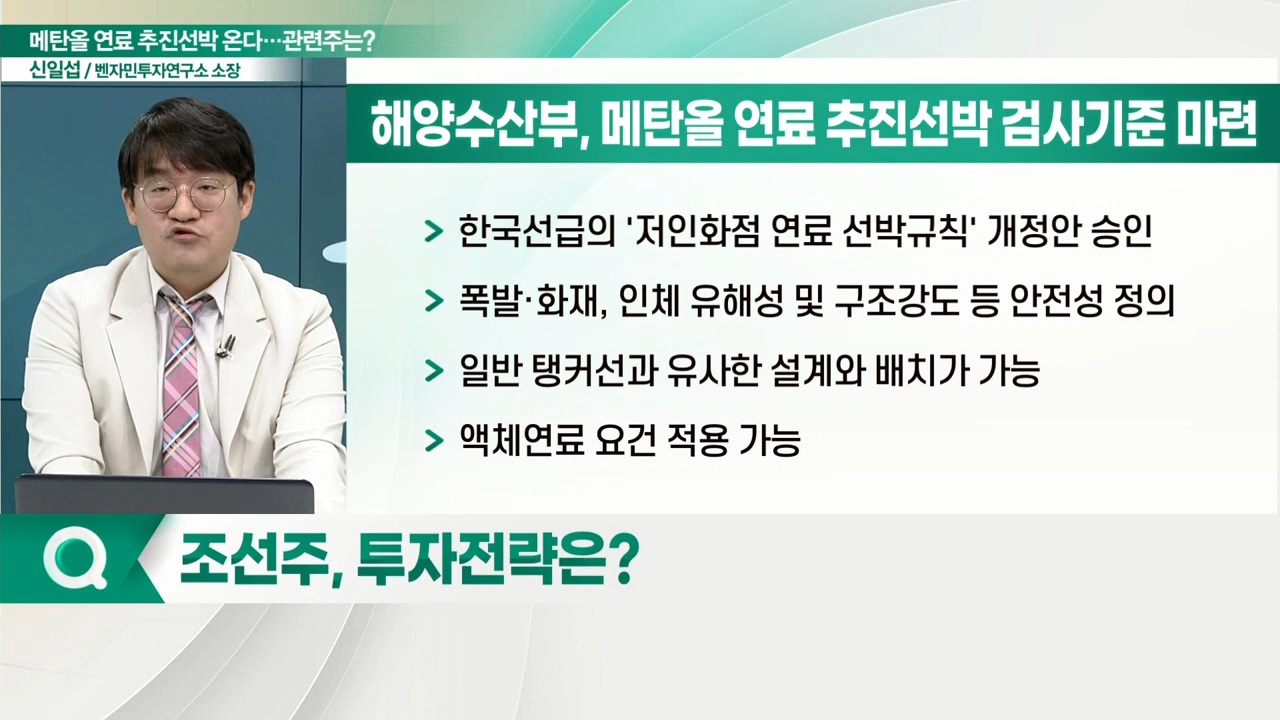 메탄올 연료 추진선박 온다…관련주는?
신일섭 / 벤자민투자연구소 소장
해양수산부, 메탄올 연료 추진선박 검사기준 마련
> 한국선급의 '저인화점 연료 선박규칙' 개정안 승인
> 폭발·화재, 인체 유해성 및 구조강도 등 안전성 정의
> 일반 탱커선과 유사한 설계와 배치가 가능
> 액체연료 요건 적용 가능
Q 조선주, 투자전략은?